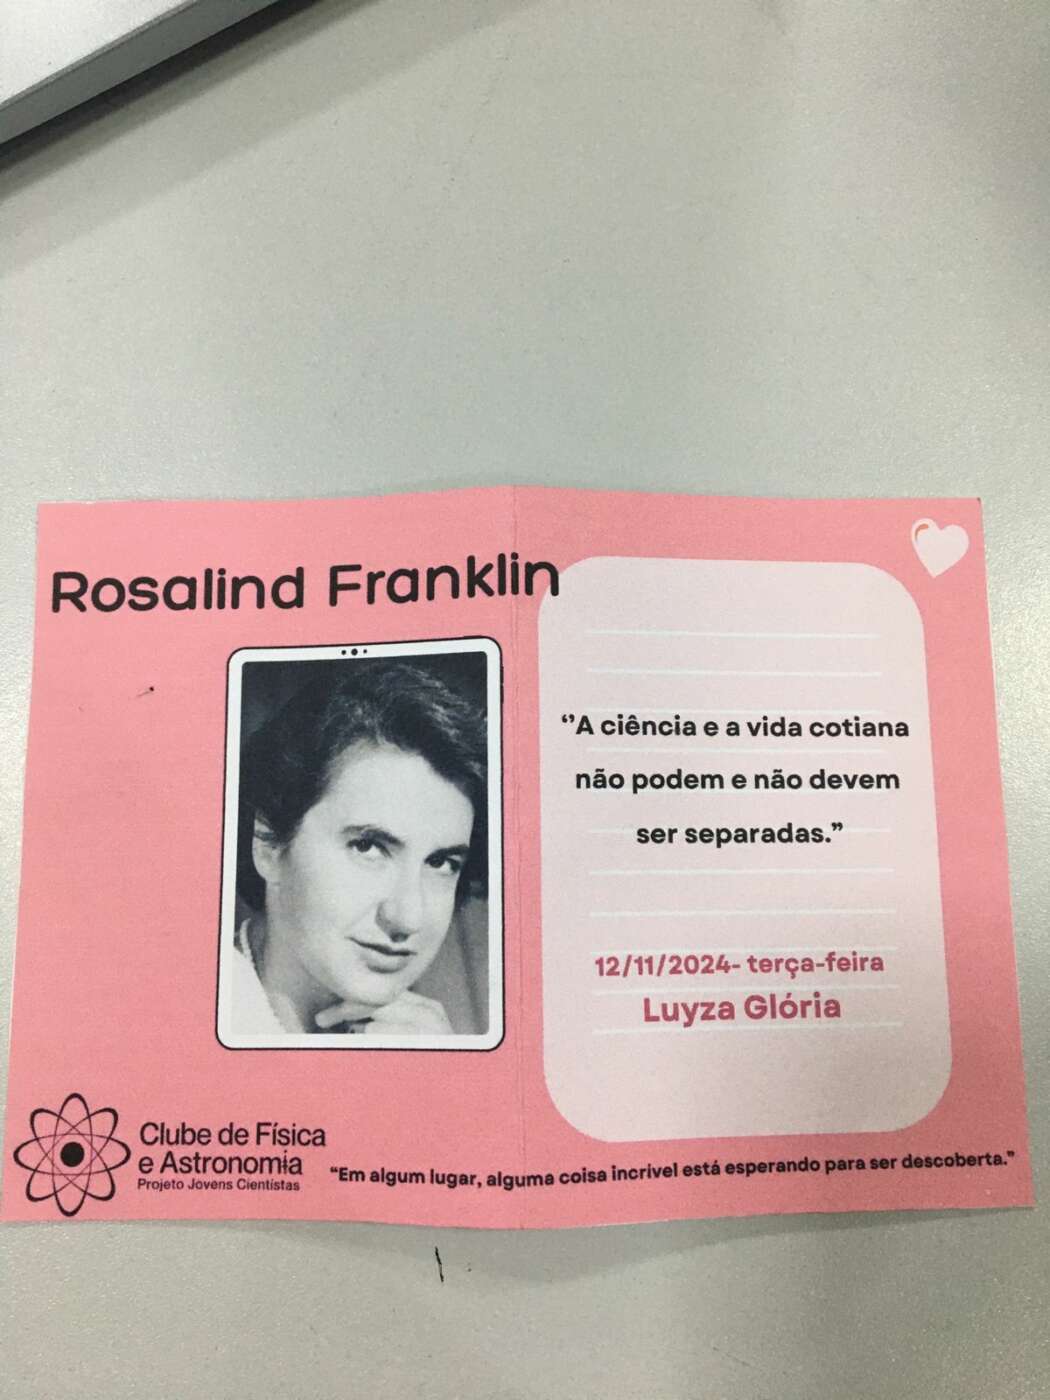 Rosalind Franklin
‘’A ciência e a vida cotiana
não podem e não devem
ser separadas.”
12/11/2024- terça-feira
Luyza Glória
Clube de Física
e Astronomia
Projeto Jovens Cientistas
“Em algum lugar, alguma coisa incrivel está esperando para ser descoberta.”